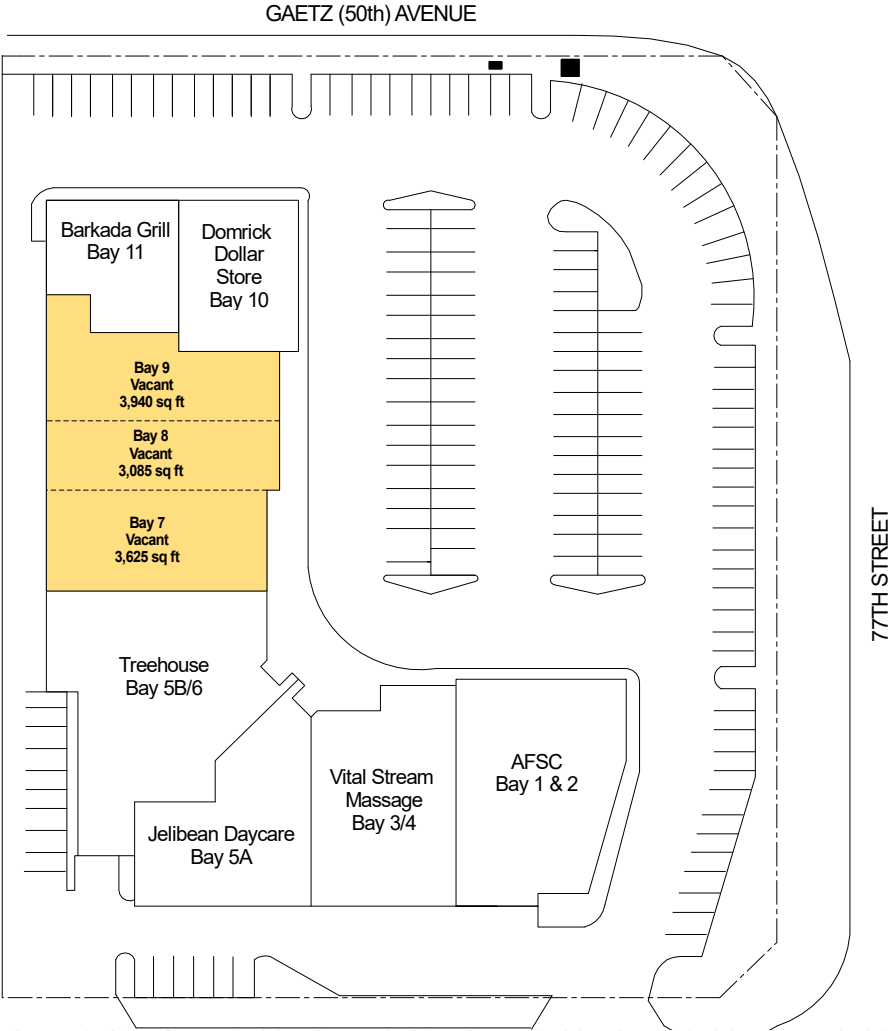 GAETZ (50th) AVENUE
Barkada Grill
Bay 11
Domrick
Dollar
Store
Bay 10
Bay 9
Vacant
3,940 sq ft
Bay 8
Vacant
3,085 sq ft
Bay 7
Vacant
3,625 sq ft
77TH STREET
Treehouse
Bay 5B/6
Vital Stream
Massage
Bay 3/4
AFSC
Bay 1 & 2
Jelibean Daycare
Bay 5A